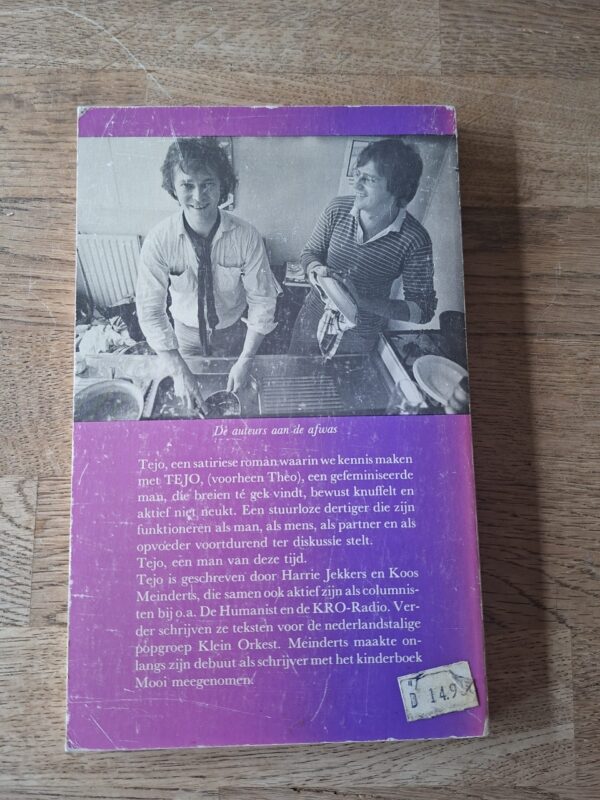 De auteurs aan de afwas
Tejo, een satiriese roman waarin we kennis maken
met TEJO, (voorheen Theo), een gefeminiseerde
man, die breien té gek vindt, bewust knuffelt en
aktief niet neukt. Een stuurloze dertiger die zijn
funktioneren als man, als mens, als partner en als
opvoeder voortdurend ter diskussie stelt.
Tejo, een man van deze tijd.
Tejo is geschreven door Harrie Jekkers en Koos
Meinderts, die samen ook aktief zijn als columnis-
ten bij o.a. De Humanist en de KRO-Radio. Ver-
der schrijven ze teksten voor de nederlandstalige
popgroep Klein Orkest. Meinderts maakte on-
langs zijn debuut als schrijver met het kinderboek
Mooi meegenomen.
14.9